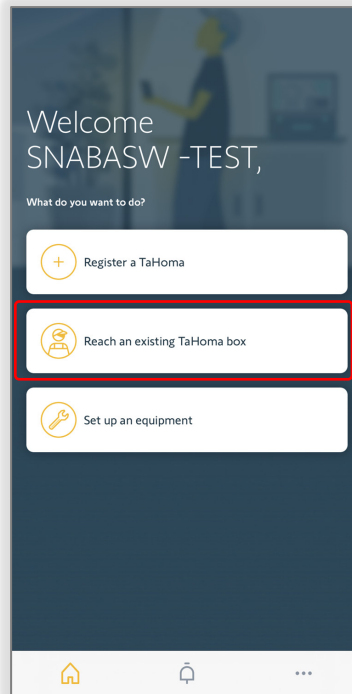 Welcome
SNABASW -TEST,
What do you want to do?
Register a TaHoma
Reach an existing TaHoma box
Set up an equipment